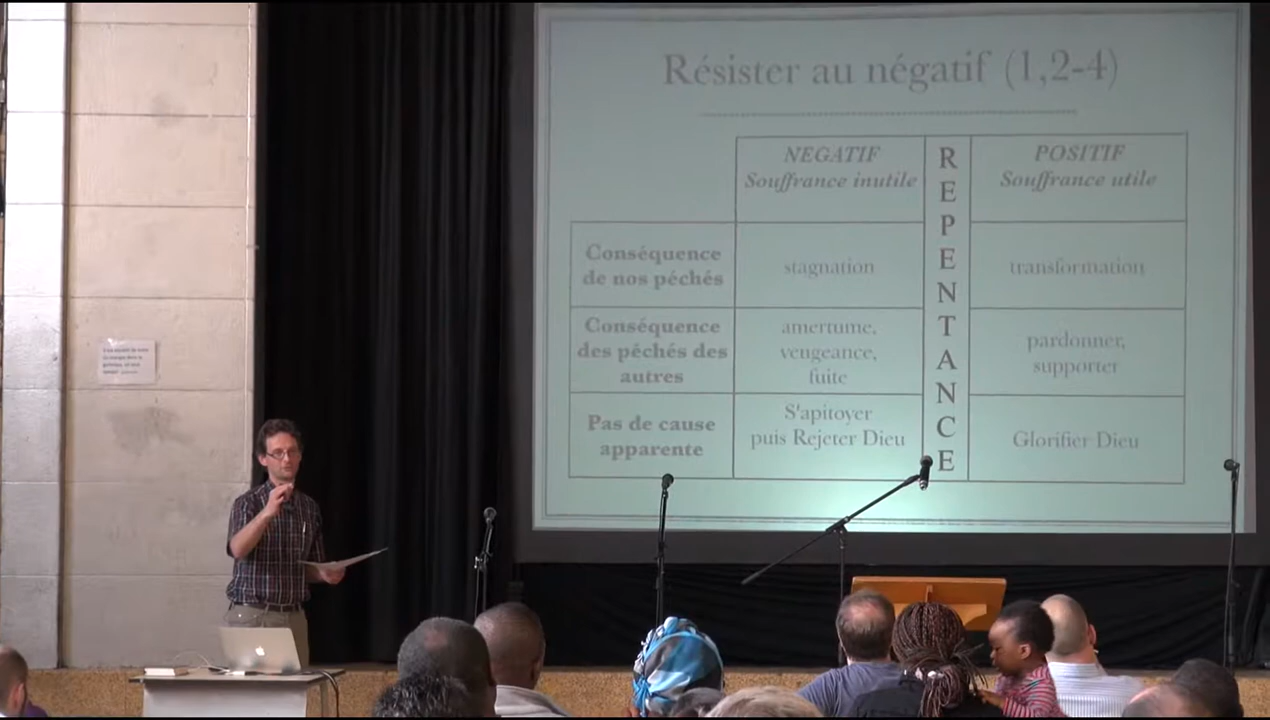 Résister au négatif (1,2-4)
NEGATIF
Souffrance inutile
REPENTANCE
POSITIF
Souffrance utile
Conséquence
de nos péchés
stagnation
transformation
Conséquence
des péchés des
autres
amertume,
vengeance,
fuite
pardonner,
supporter
Pas de cause
apparente
S'apitoyer
puis Rejeter Dieu
Glorifier Dieu